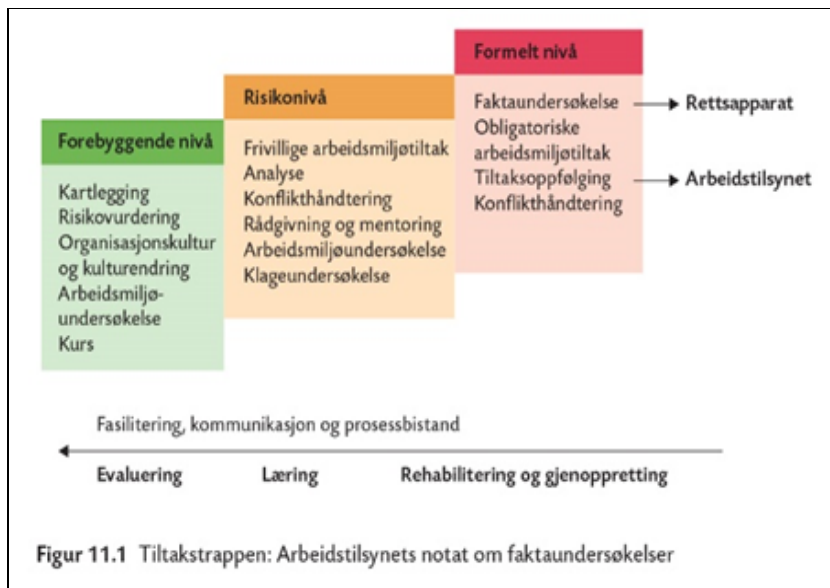 Forebyggende nivå
Kartlegging
Risikovurdering
Organisasjonskultur
og kulturendring
Arbeidsmiljø-
undersøkelse
Kurs
Risikonivå
Frivillige arbeidsmiljøtiltak
Analyse
Konflikthåndtering
Rådgivning og mentoring
Arbeidsmiljøundersøkelse
Klageundersøkelse
Formelt nivå
Faktaundersøkelse
Obligatoriske
arbeidsmiljøtiltak
Tiltaksoppfølging
Konflikthåndtering
Rettsapparat
Arbeidstilsynet
Fasilitering, kommunikasjon og prosessbistand
Evaluering Læring Rehabilitering og gjenoppretting
Figur 11.1 Tiltakstrappen: Arbeidstilsynets notat om faktaundersøkelser